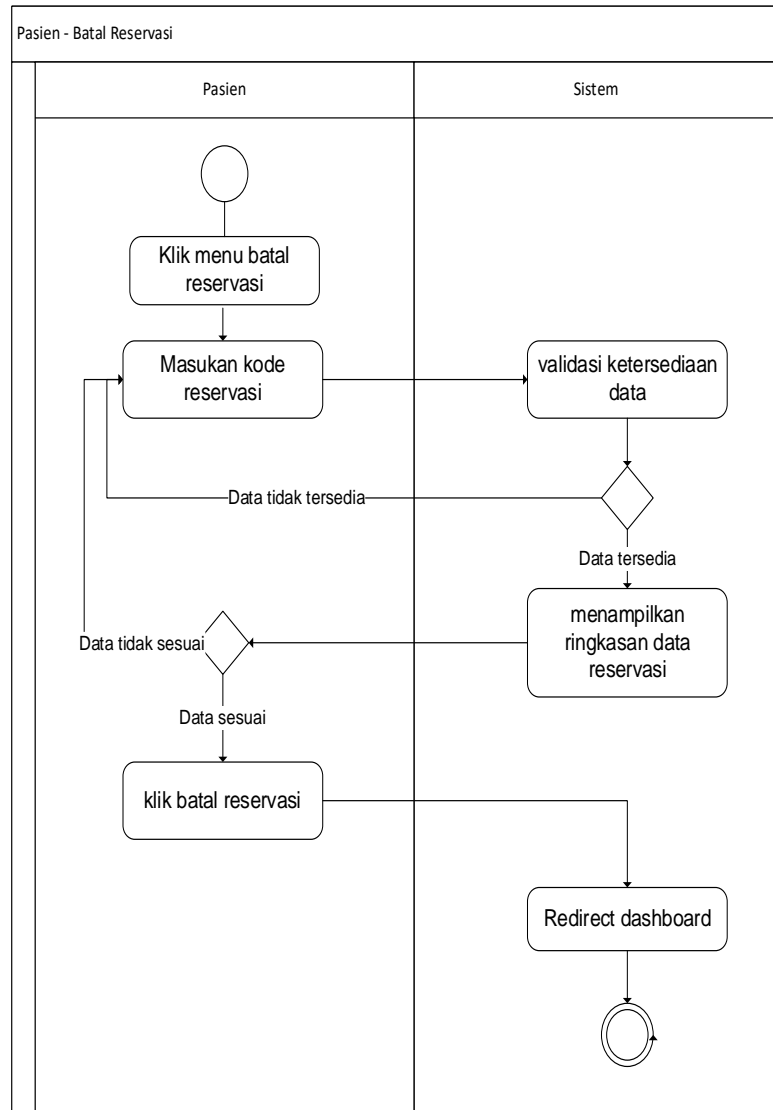 Pasien - Batal Reservasi
Pasien
Sistem
Klik menu batal
reservasi
Masukan kode
reservasi
validasi ketersediaan
data
Data tidak tersedia
Data tersedia
menampilkan
ringkasan data
reservasi
Data tidak sesuai
Data sesuai
klik batal reservasi
Redirect dashboard